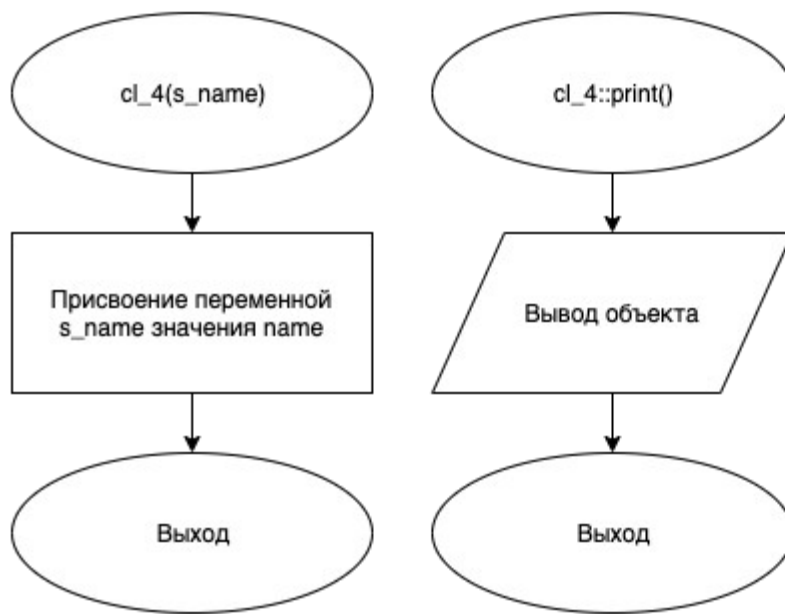 cl_4(s_name)
Присвоение переменной
s_name значения name
Выход
cl_4::print()
Вывод объекта
Выход